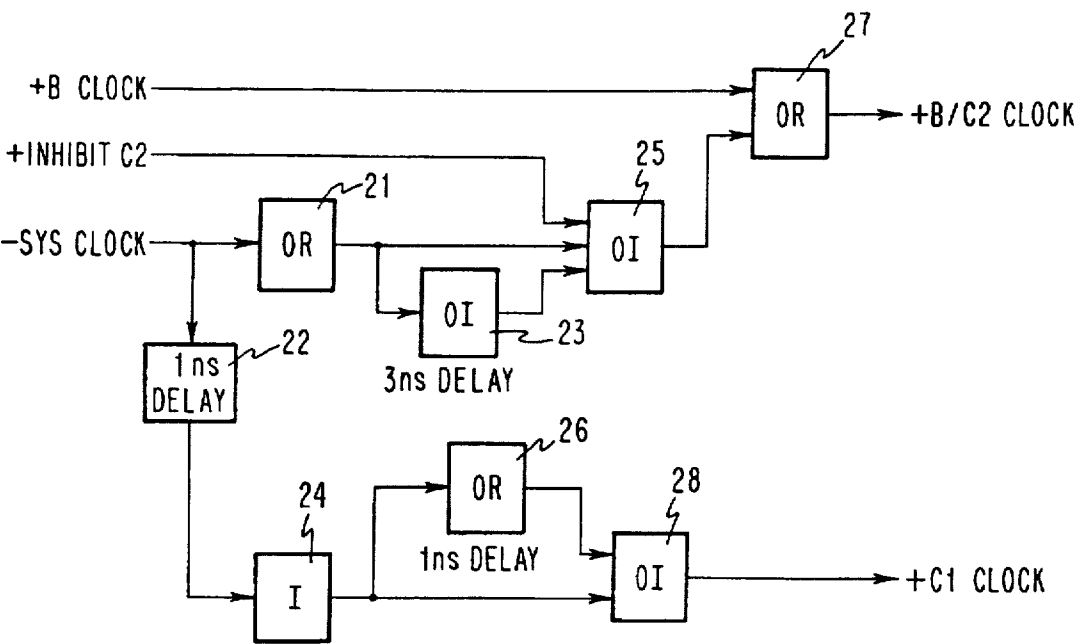 27
+B CLOCK
OR
+B/C2 CLOCK
+INHIBIT C2
25
21
-SYS CLOCK
OR
OI
OI
23
22
1ns
DELAY
3ns DELAY
26
OR
24
28
1ns DELAY
I
OI
+C1 CLOCK